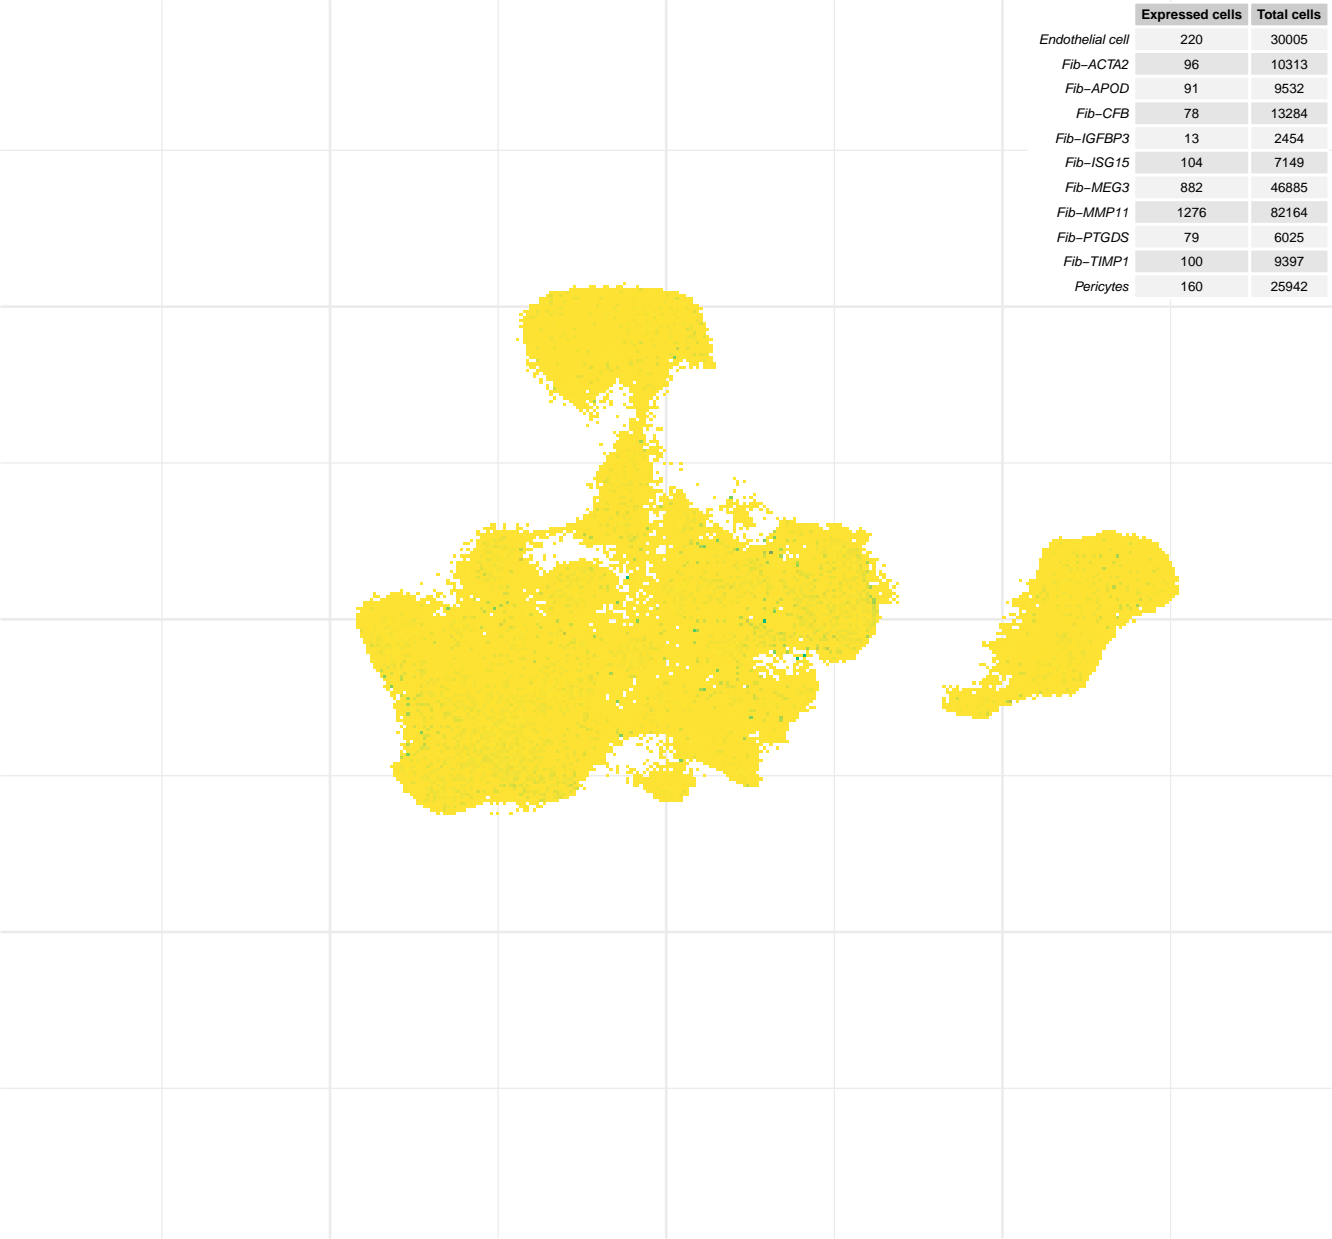 Expressed cells Total cells
Endothelial cell 220 30005
Fib−ACTA2 96 10313
Fib−APOD 91 9532
Fib−CFB 78 13284
Fib−IGFBP3 13 2454
Fib−ISG15 104 7149
Fib−MEG3 882 46885
Fib−MMP11 1276 82164
Fib−PTGDS 79 6025
Fib−TIMP1 100 9397
Pericytes 160 25942